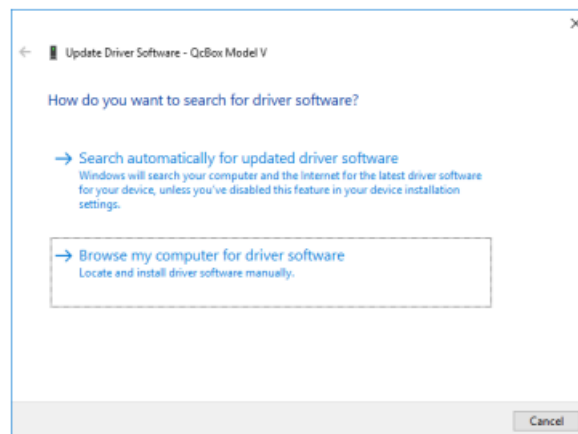 Update Driver Software - QcBox Model V
How do you want to search for driver software?
Search automatically for updated driver software
Windows will search your computer and the Internet for the latest driver software
for your device, unless you've disabled this feature in your device installation
settings.
Browse my computer for driver software
Locate and install driver software manually.
Cancel